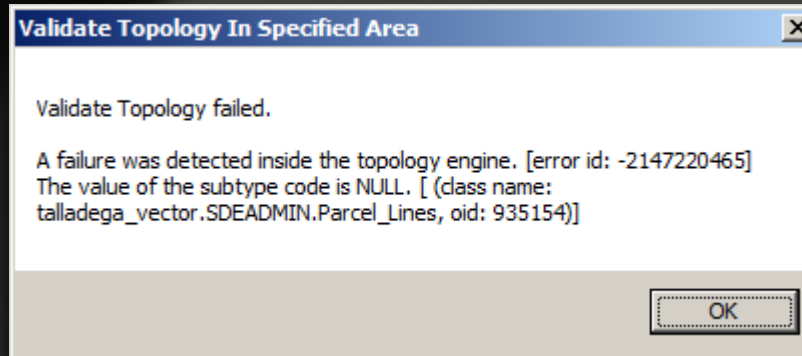 Validate Topology In Specified Area
Validate Topology failed.
A failure was detected inside the topology engine. [error id: -2147220465]
The value of the subtype code is NULL. [ (class name:
talladega_vector.SDEADMIN.Parcel_Lines, oid: 935154)]
OK